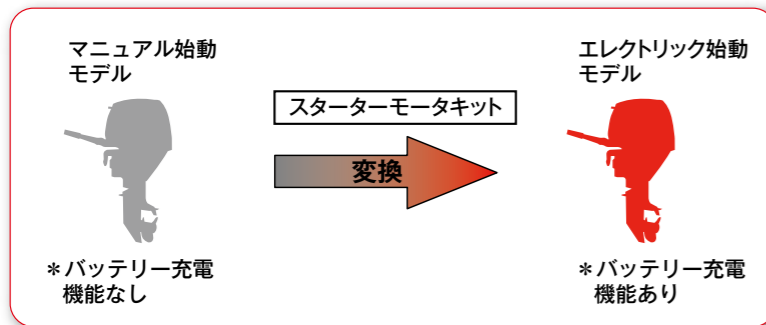 マニュアル始動
モデル
スターターモータキット
変換
エレクトリック始動
モデル
＊バッテリー充電
機能なし
＊バッテリー充電
機能あり